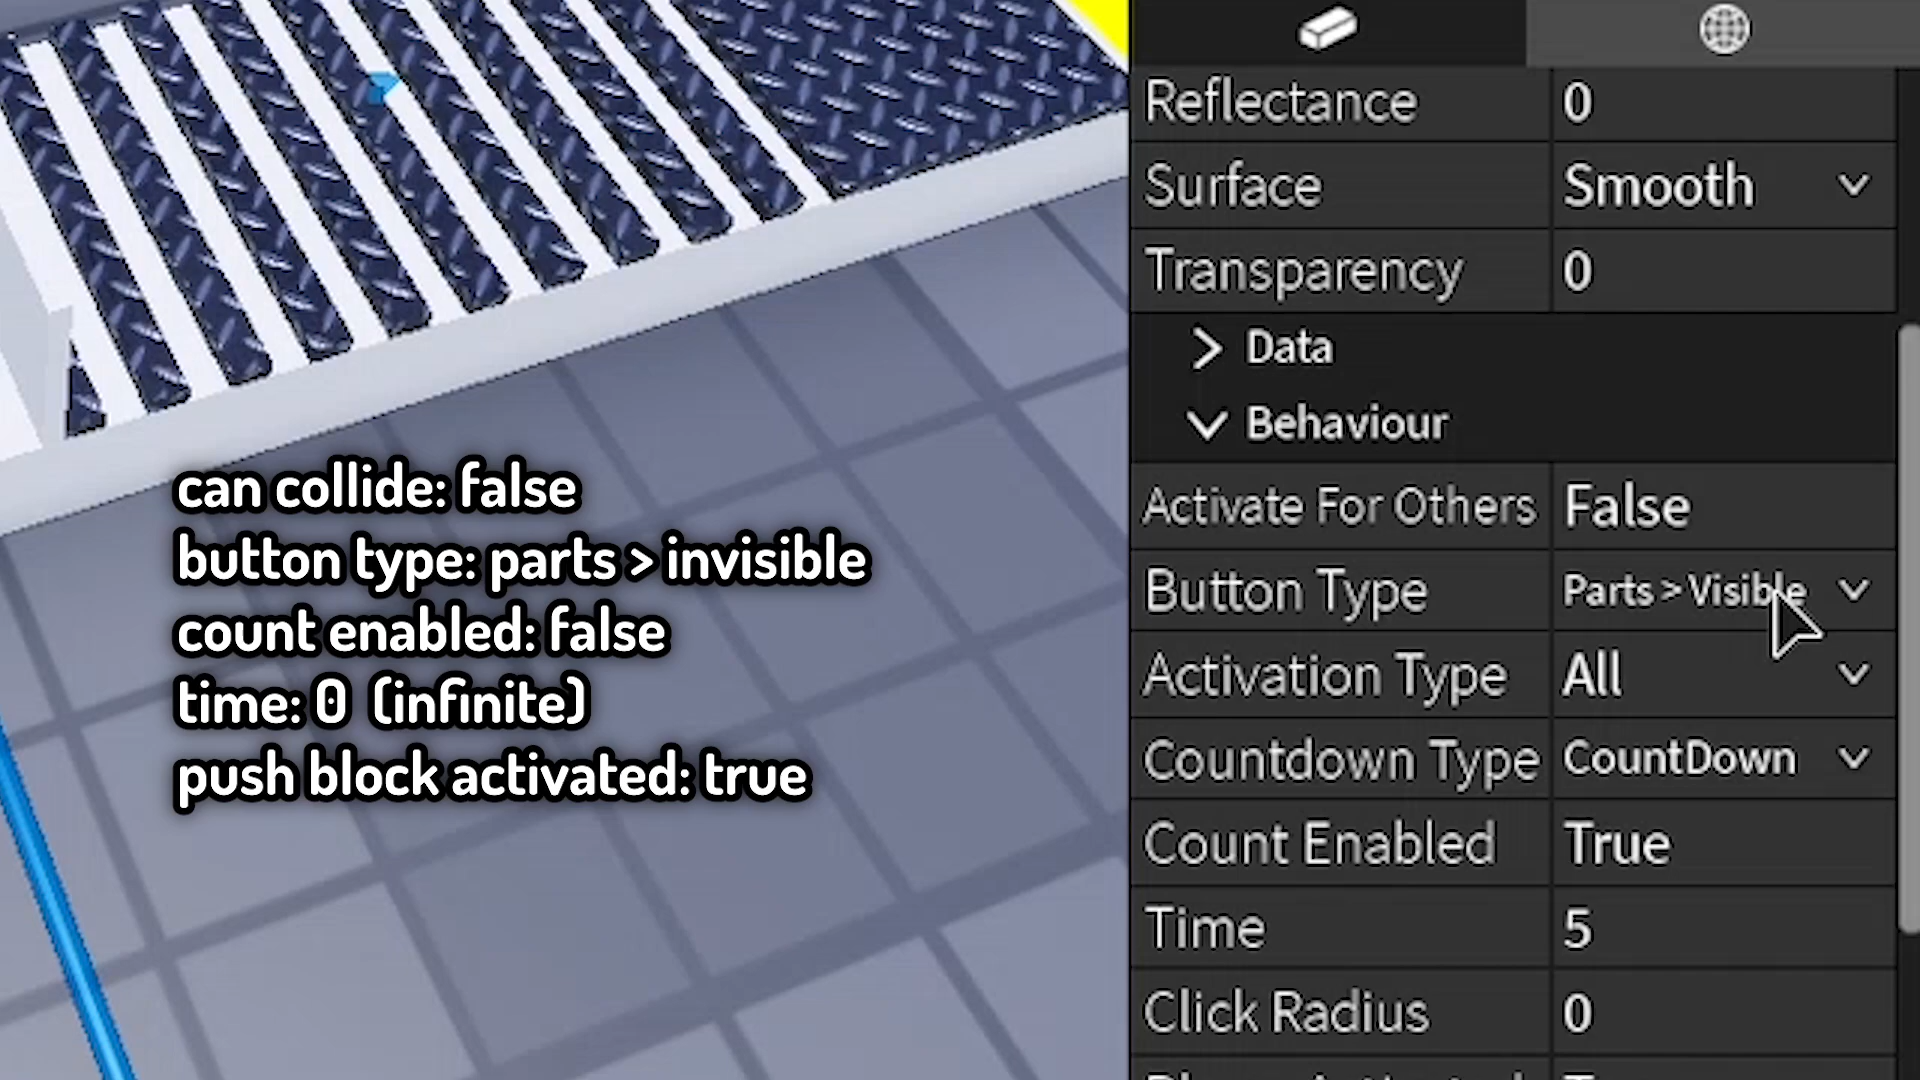 can collide: false
button type: parts > invisible
count enabled: false
time: 0 (infinite)
push block activated: true
Reflectance 0
Surface Smooth
Transparency 0
Data
Behaviour
Activate For Others False
Button Type Parts > Visible
Activation Type All
Countdown Type CountDown
Count Enabled True
Time 5
Click Radius 0